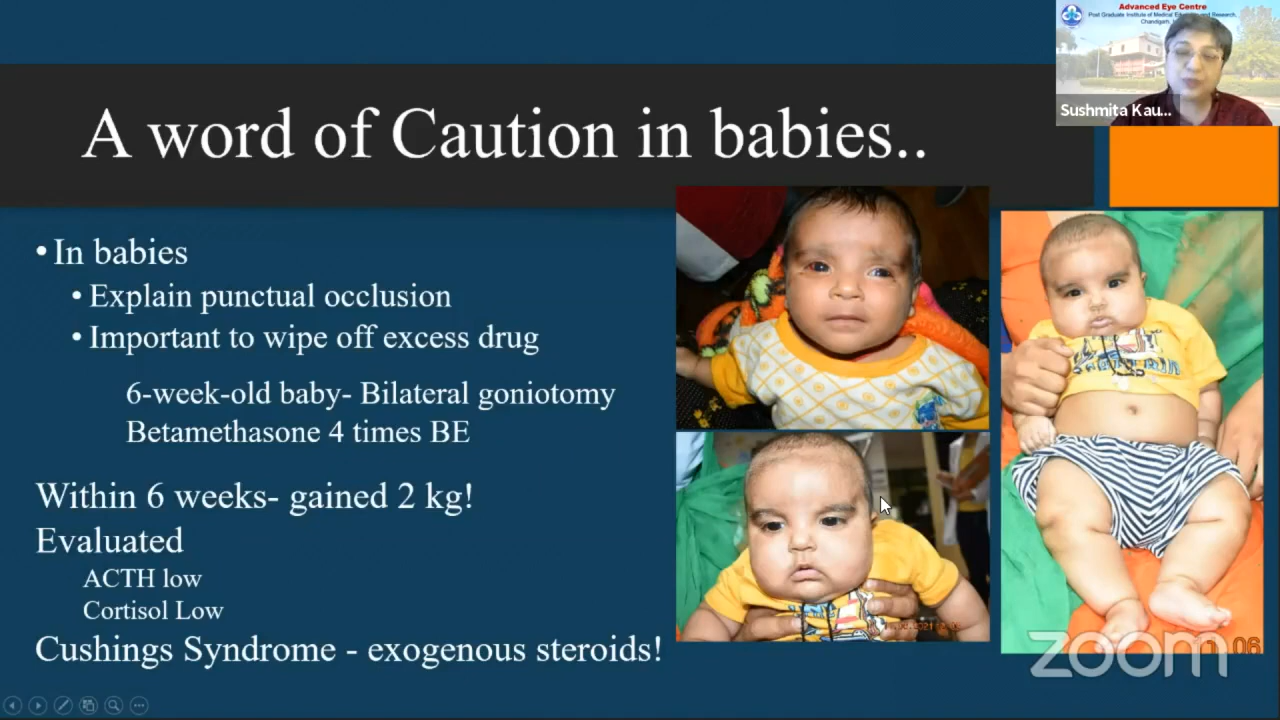 Advanced Eye Centre
Post Graduate Institute of Medical Education and Research,
Chandigarh,
Sushmita Kau...
A word of Caution in babies..
• In babies
• Explain punctual occlusion
• Important to wipe off excess drug
6-week-old baby- Bilateral goniotomy
Betamethasone 4 times BE
Within 6 weeks- gained 2 kg!
Evaluated
ACTH low
Cortisol Low
Cushings Syndrome - exogenous steroids!
zoom